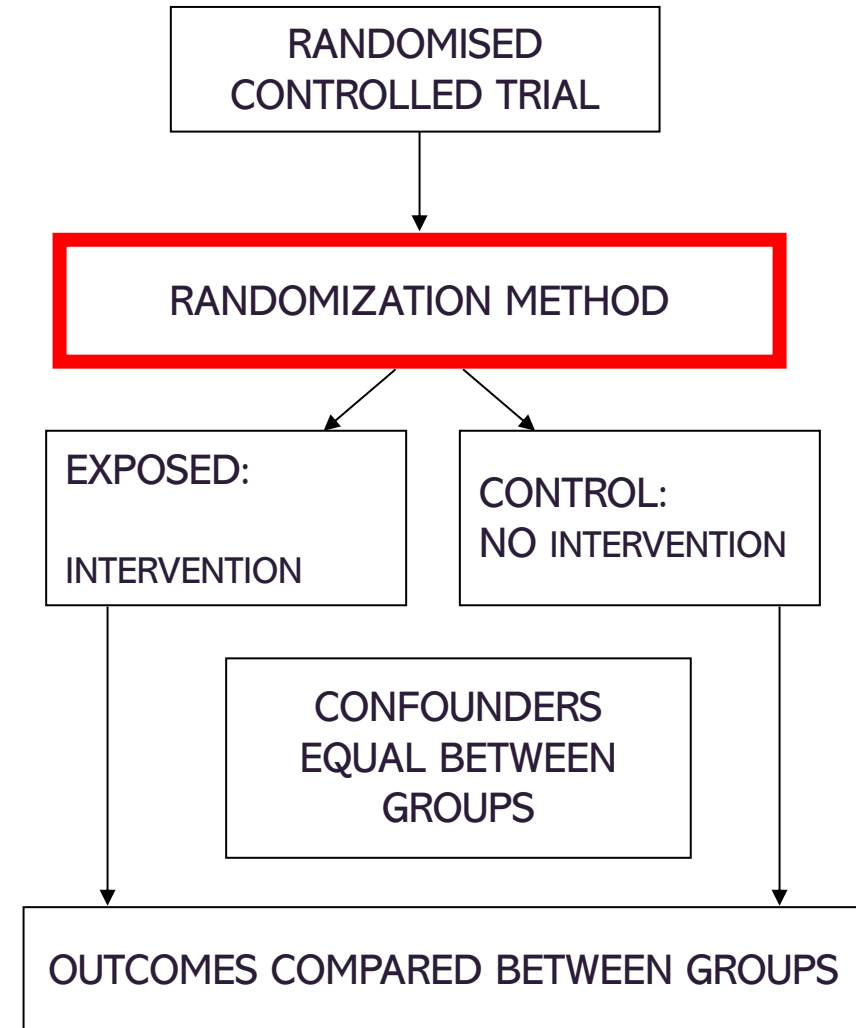 RANDOMISED
CONTROLLED TRIAL
RANDOMIZATION METHOD
EXPOSED:
INTERVENTION
CONTROL:
NO INTERVENTION
CONFOUNDERS
EQUAL BETWEEN
GROUPS
OUTCOMES COMPARED BETWEEN GROUPS